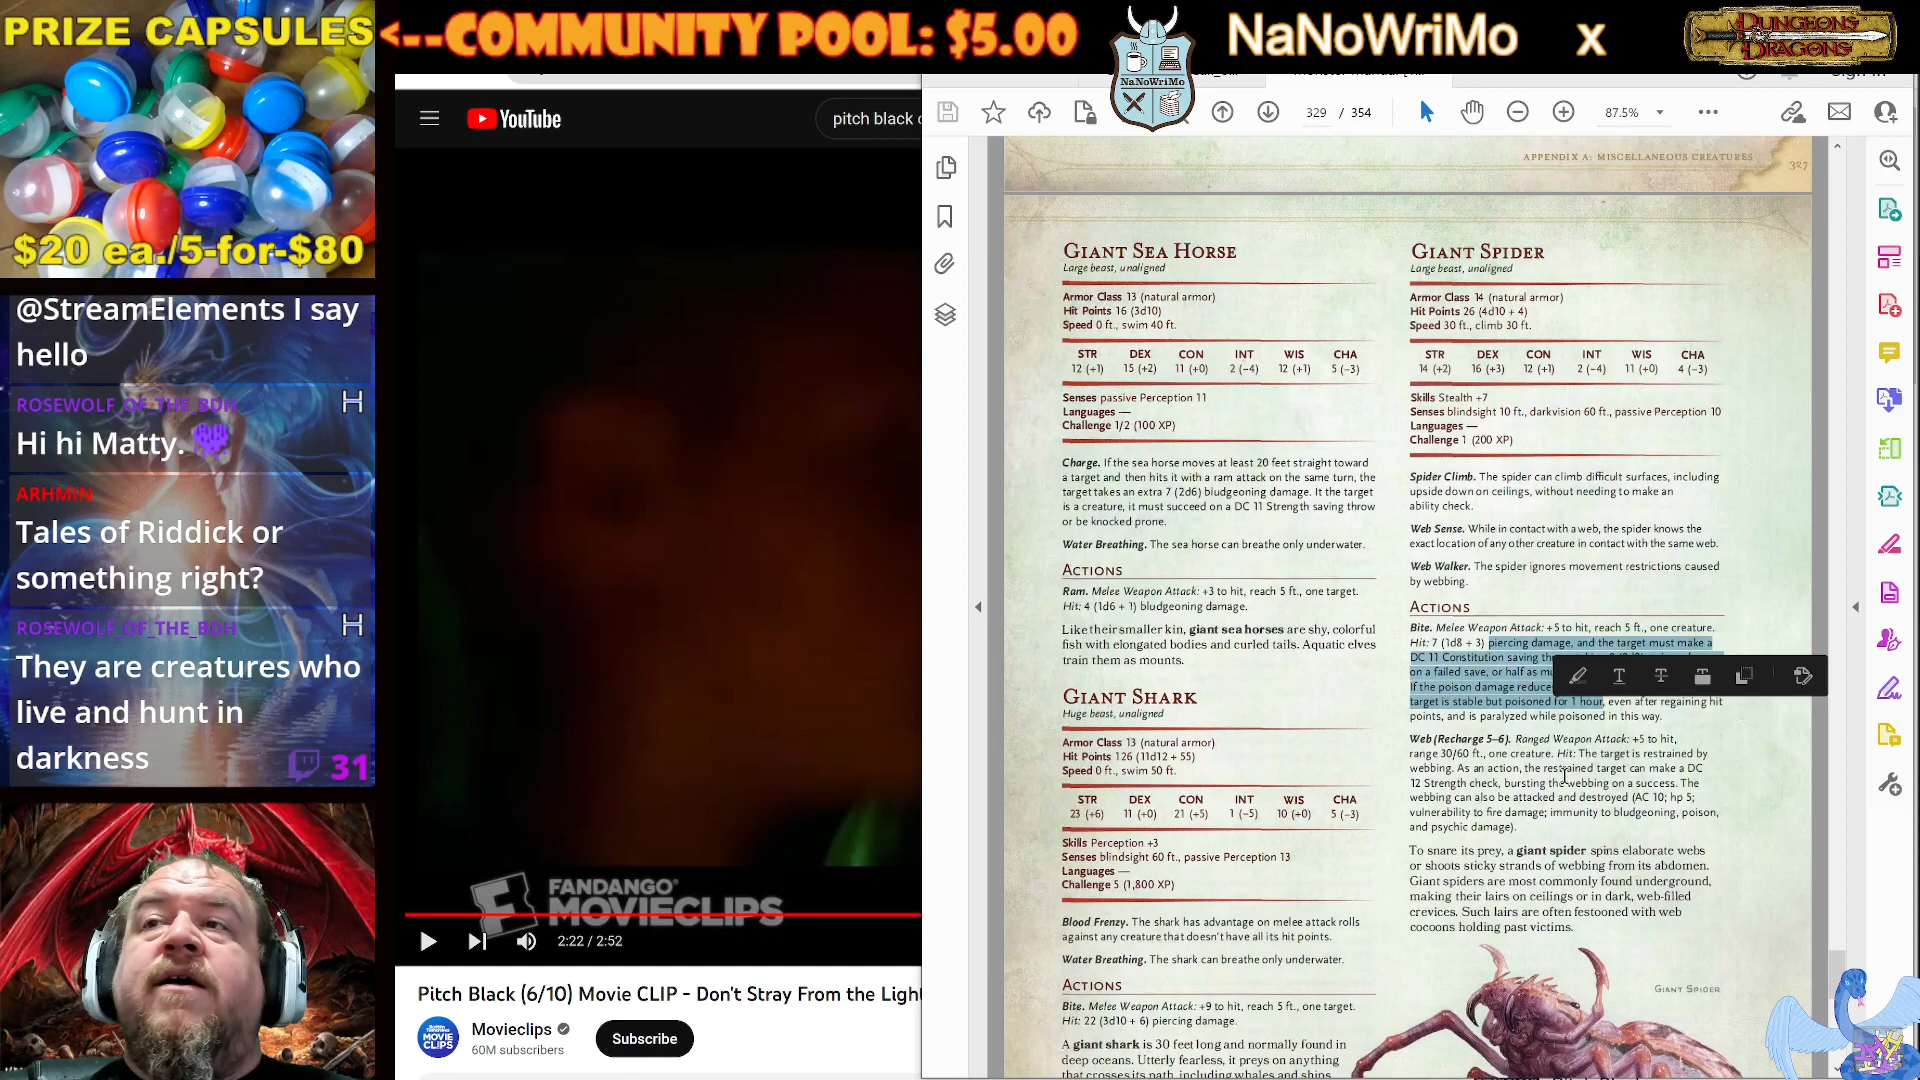 PRIZE CAPSULES
$20 ea./5-for-$80
<--COMMUNITY POOL: $5.00
NaNoWriMo
NaNoWriMo x
DUNGEONS & DRAGONS
@StreamElements I say
hello
ROSEWOLF_OF_THE_BDH
Hi hi Matty.
ARHMIN
Tales of Riddick or
something right?
ROSEWOLF_OF_THE_BDH
They are creatures who
live and hunt in
darkness
31
YouTube
pitch black
FANDANGO
MOVIECLIPS
2:22 / 2:52
Pitch Black (6/10) Movie CLIP - Don't Stray From the Light
Movieclips
60M subscribers
Subscribe
329 / 354
87.5%
APPENDIX A: MISCELLANEOUS CREATURES
327
GIANT SEA HORSE
Large beast, unaligned
Armor Class 13 (natural armor)
Hit Points 16 (3d10)
Speed 0 ft., swim 40 ft.
STR DEX CON INT WIS CHA
12 (+1) 15 (+2) 11 (+0) 2 (−4) 12 (+1) 5 (−3)
Senses passive Perception 11
Languages —
Challenge 1/2 (100 XP)
Charge. If the sea horse moves at least 20 feet straight toward
a target and then hits it with a ram attack on the same turn, the
target takes an extra 7 (2d6) bludgeoning damage. It the target
is a creature, it must succeed on a DC 11 Strength saving throw
or be knocked prone.
Water Breathing. The sea horse can breathe only underwater.
ACTIONS
Ram. Melee Weapon Attack: +3 to hit, reach 5 ft., one target.
Hit: 4 (1d6 + 1) bludgeoning damage.
Like their smaller kin, giant sea horses are shy, colorful
fish with elongated bodies and curled tails. Aquatic elves
train them as mounts.
GIANT SHARK
Huge beast, unaligned
Armor Class 13 (natural armor)
Hit Points 126 (11d12 + 55)
Speed 0 ft., swim 50 ft.
STR DEX CON INT WIS CHA
23 (+6) 11 (+0) 21 (+5) 1 (−5) 10 (+0) 5 (−3)
Skills Perception +3
Senses blindsight 60 ft., passive Perception 13
Languages —
Challenge 5 (1,800 XP)
Blood Frenzy. The shark has advantage on melee attack rolls
against any creature that doesn't have all its hit points.
Water Breathing. The shark can breathe only underwater.
ACTIONS
Bite. Melee Weapon Attack: +9 to hit, reach 5 ft., one target.
Hit: 22 (3d10 + 6) piercing damage.
A giant shark is 30 feet long and normally found in
deep oceans. Utterly fearless, it preys on anything
that crosses its path, including whales and ships.
GIANT SPIDER
Large beast, unaligned
Armor Class 14 (natural armor)
Hit Points 26 (4d10 + 4)
Speed 30 ft., climb 30 ft.
STR DEX CON INT WIS CHA
14 (+2) 16 (+3) 12 (+1) 2 (−4) 11 (+0) 4 (−3)
Skills Stealth +7
Senses blindsight 10 ft., darkvision 60 ft., passive Perception 10
Languages —
Challenge 1 (200 XP)
Spider Climb. The spider can climb difficult surfaces, including
upside down on ceilings, without needing to make an
ability check.
Web Sense. While in contact with a web, the spider knows the
exact location of any other creature in contact with the same web.
Web Walker. The spider ignores movement restrictions caused
by webbing.
ACTIONS
Bite. Melee Weapon Attack: +5 to hit, reach 5 ft., one creature.
Hit: 7 (1d8 + 3) piercing damage, and the target must make a
DC 11 Constitution saving
on a failed save, or half as
If the poison damage
target is stable but poisoned for 1 hour, even after regaining hit
points, and is paralyzed while poisoned in this way.
Web (Recharge 5–6). Ranged Weapon Attack: +5 to hit,
range 30/60 ft., one creature. Hit: The target is restrained by
webbing. As an action, the restrained target can make a DC
12 Strength check, bursting the webbing on a success. The
webbing can also be attacked and destroyed (AC 10; hp 5;
vulnerability to fire damage; immunity to bludgeoning, poison,
and psychic damage).
To snare its prey, a giant spider spins elaborate webs
or shoots sticky strands of webbing from its abdomen.
Giant spiders are most commonly found underground,
making their lairs on ceilings or in dark, web-filled
crevices. Such lairs are often festooned with web
cocoons holding past victims.
GIANT SPIDER